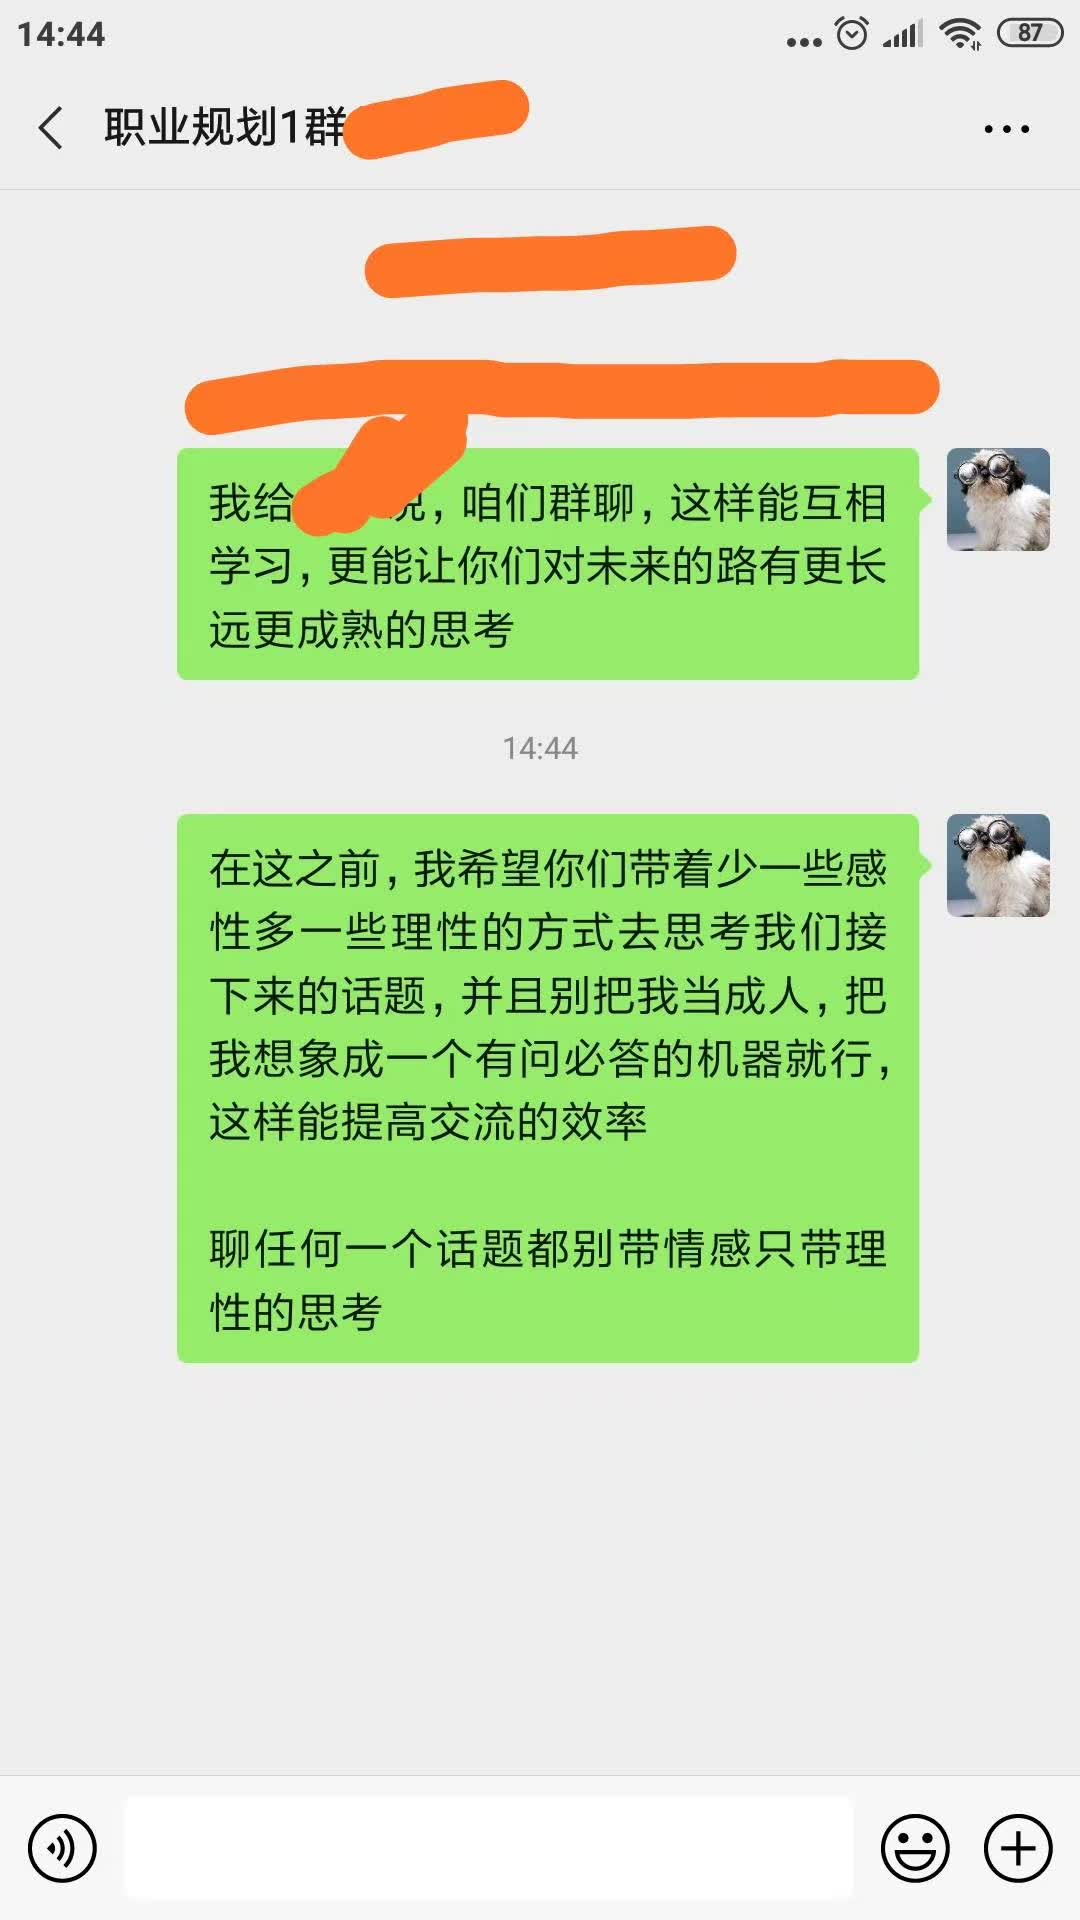 14:44
87
职业规划1群
我给说，咱们群聊，这样能互相
学习，更能让你们对未来的路有更长
远更成熟的思考
14:44
在这之前，我希望你们带着少一些感
性多一些理性的方式去思考我们接
下来的话题，并且别把我当成人，把
我想象成一个有问必答的机器就行，
这样能提高交流的效率
聊任何一个话题都别带情感只带理
性的思考